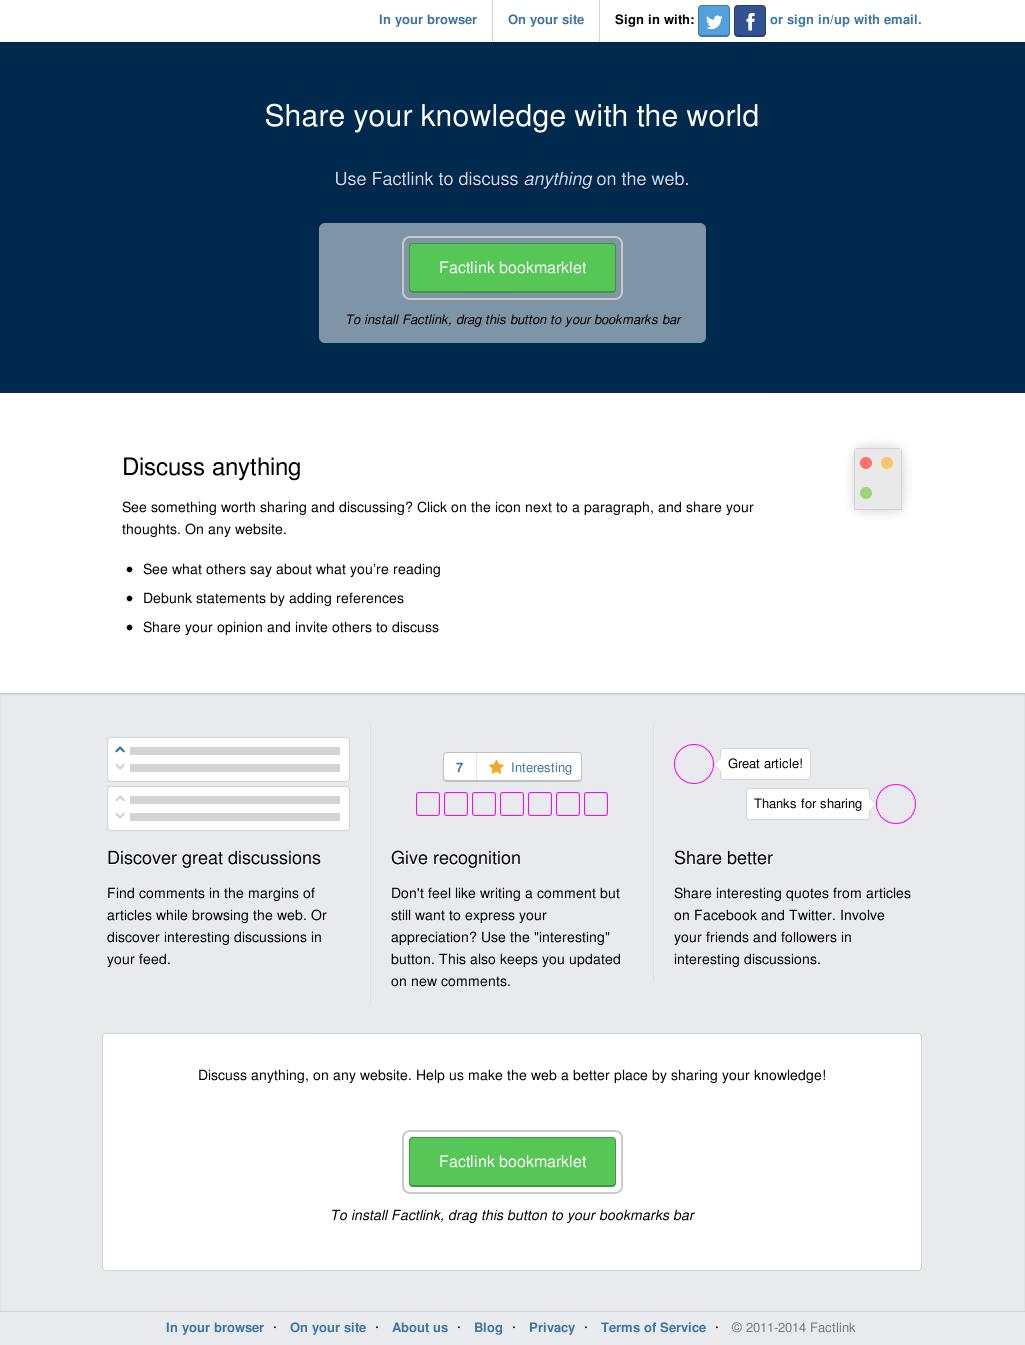 In your browser
On your site
Sign in with: or sign in/up with email.
Share your knowledge with the world
Use Factlink to discuss anything on the web.
Factlink bookmarklet
To install Factlink, drag this button to your bookmarks bar
Discuss anything
See something worth sharing and discussing? Click on the icon next to a paragraph, and share your
thoughts. On any website.
• See what others say about what you’re reading
• Debunk statements by adding references
• Share your opinion and invite others to discuss
Discover great discussions
Find comments in the margins of
articles while browsing the web. Or
discover interesting discussions in
your feed.
7 Interesting
Give recognition
Don't feel like writing a comment but
still want to express your
appreciation? Use the "interesting"
button. This also keeps you updated
on new comments.
Great article!
Thanks for sharing
Share better
Share interesting quotes from articles
on Facebook and Twitter. Involve
your friends and followers in
interesting discussions.
Discuss anything, on any website. Help us make the web a better place by sharing your knowledge!
Factlink bookmarklet
To install Factlink, drag this button to your bookmarks bar
In your browser · On your site · About us · Blog · Privacy · Terms of Service · © 2011-2014 Factlink